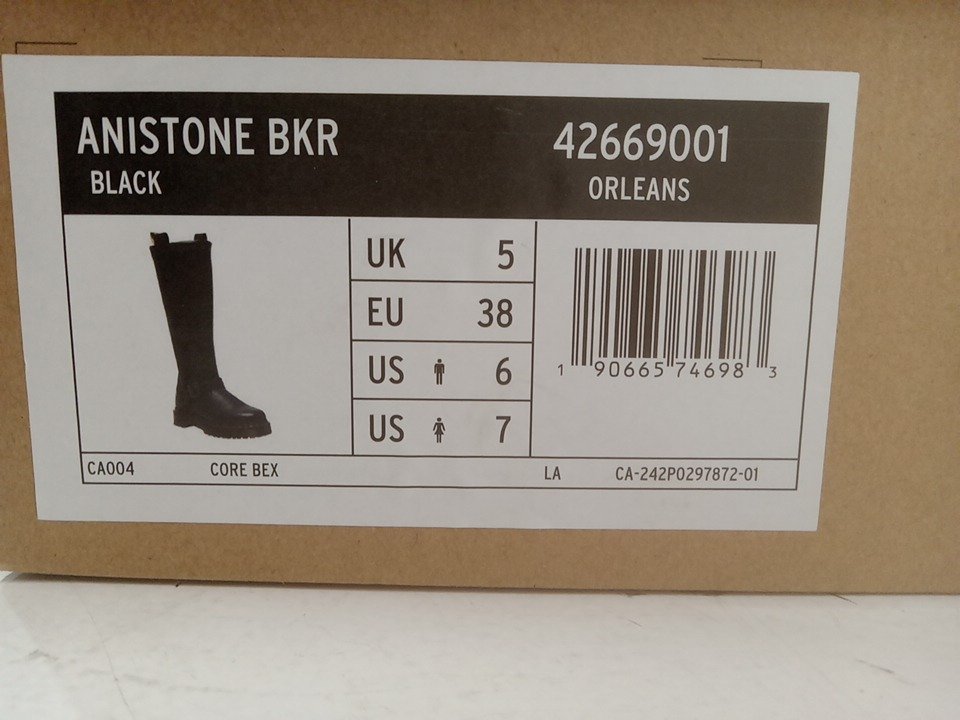 ANISTONE BKR
BLACK
42669001
ORLEANS
UK 5
EU 38
US 6
US 7
1 90665 74698 3
CA004 CORE BEX LA CA-242P0297872-01